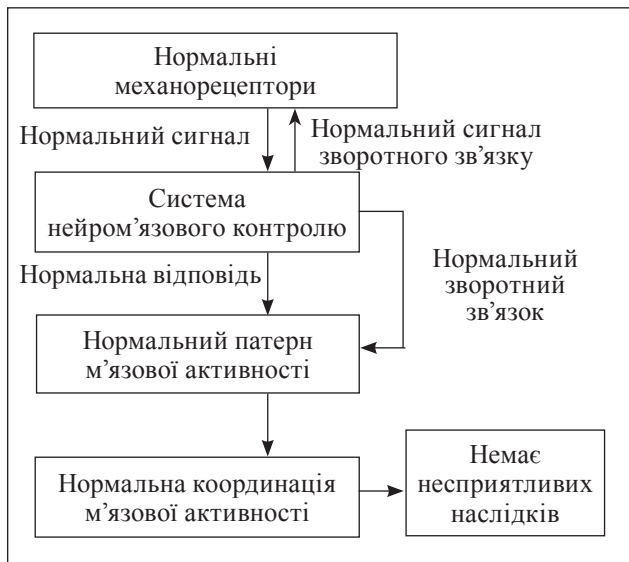 Нормальні
механорецептори
Нормальний сигнал
Нормальний сигнал
зворотного зв'язку
Система
нейром’язового контролю
Нормальна відповідь
Нормальний
зворотний
зв'язок
Нормальний патерн
м’язової активності
Нормальна координація
м’язової активності
Немає
несприятливих
наслідків